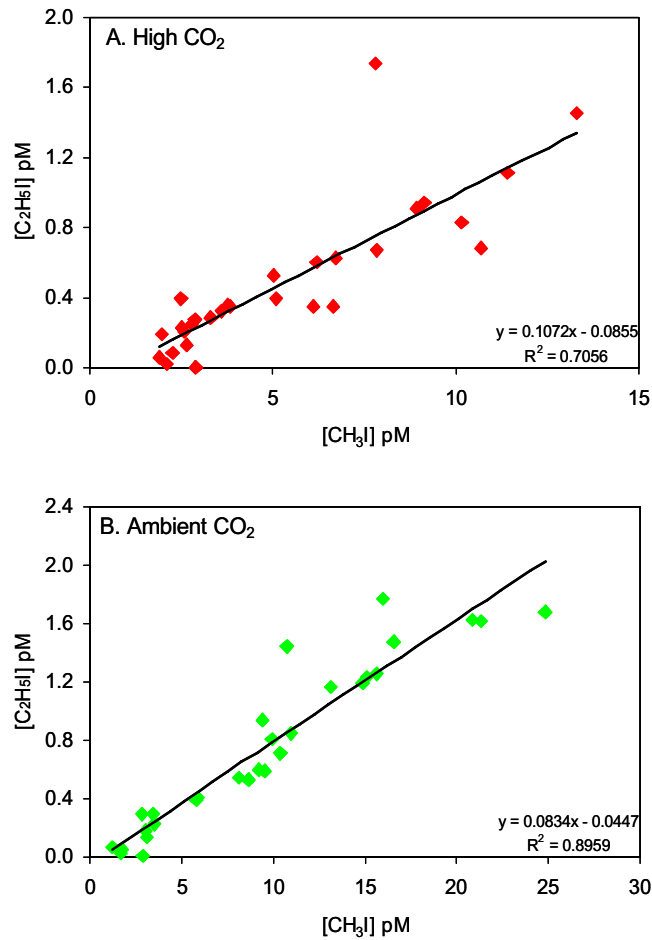 A. High CO₂
2.0
1.6
1.2
0.8
0.4
0.0
[C₂H₅I] pM
y = 0.1072x - 0.0855
R² = 0.7056
0 5 10 15
[CH₃I] pM
B. Ambient CO₂
2.4
2.0
1.6
1.2
0.8
0.4
0.0
[C₂H₅I] pM
y = 0.0834x - 0.0447
R² = 0.8959
0 5 10 15 20 25 30
[CH₃I] pM